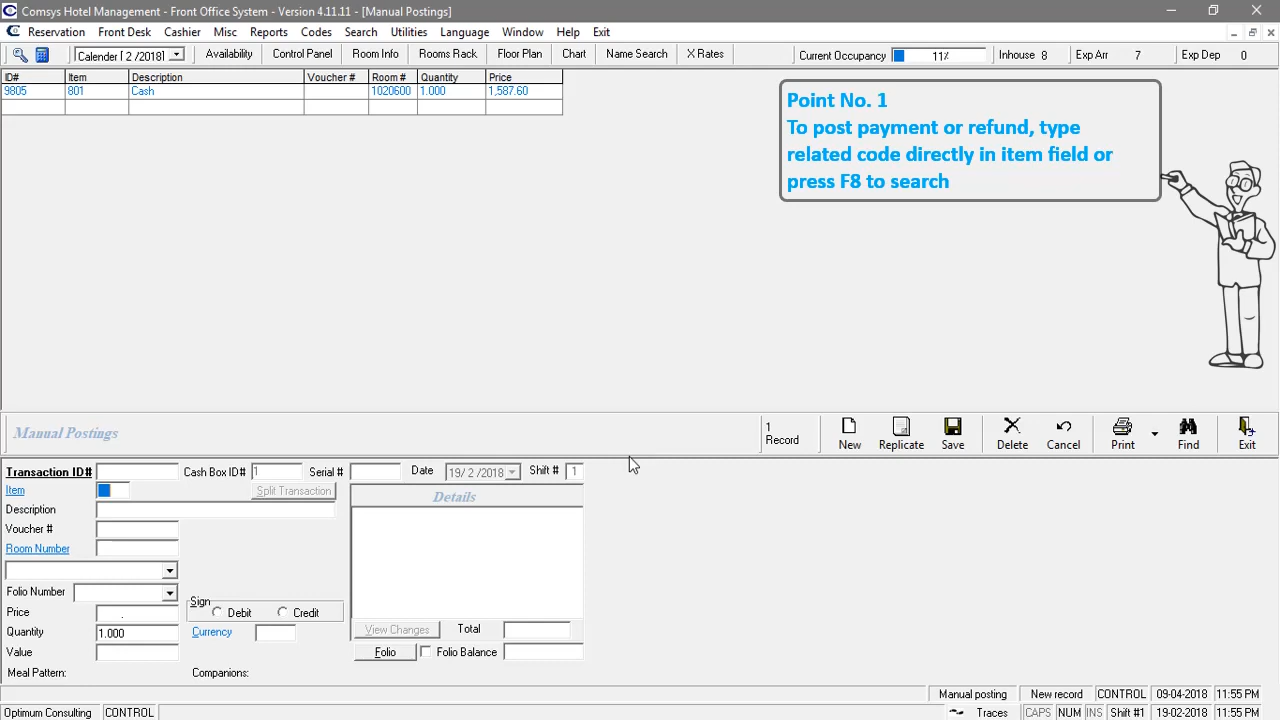 Comsys Hotel Management - Front Office System - Version 4.11.11 - [Manual Postings]
Reservation Front Desk Cashier Misc Reports Codes Search Utilities Language Window Help Exit
Calender [ 2 /2018] Availability Control Panel Room Info Rooms Rack Floor Plan Chart Name Search X Rates Current Occupancy 11% Inhouse 8 Exp Arr 7 Exp Dep 0
ID# Item Description Voucher # Room # Quantity Price
9805 801 Cash 1020600 1.000 1,587.60
Point No. 1
To post payment or refund, type
related code directly in item field or
press F8 to search
Manual Postings
1
Record
New Replicate Save Delete Cancel Print Find Exit
Transaction ID# Cash Box ID# 1 Serial # Date 19/ 2 /2018 Shift # 1
Item Split Transaction Details
Description
Voucher #
Room Number
Folio Number
Sign
Price . Debit Credit
Quantity 1.000 Currency View Changes Total
Value Folio Folio Balance
Meal Pattern: Companions:
Manual posting New record CONTROL 09-04-2018 11:55 PM
Optimum Consulting CONTROL Traces CAPS NUM INS Shift #1 19-02-2018 11:55 PM